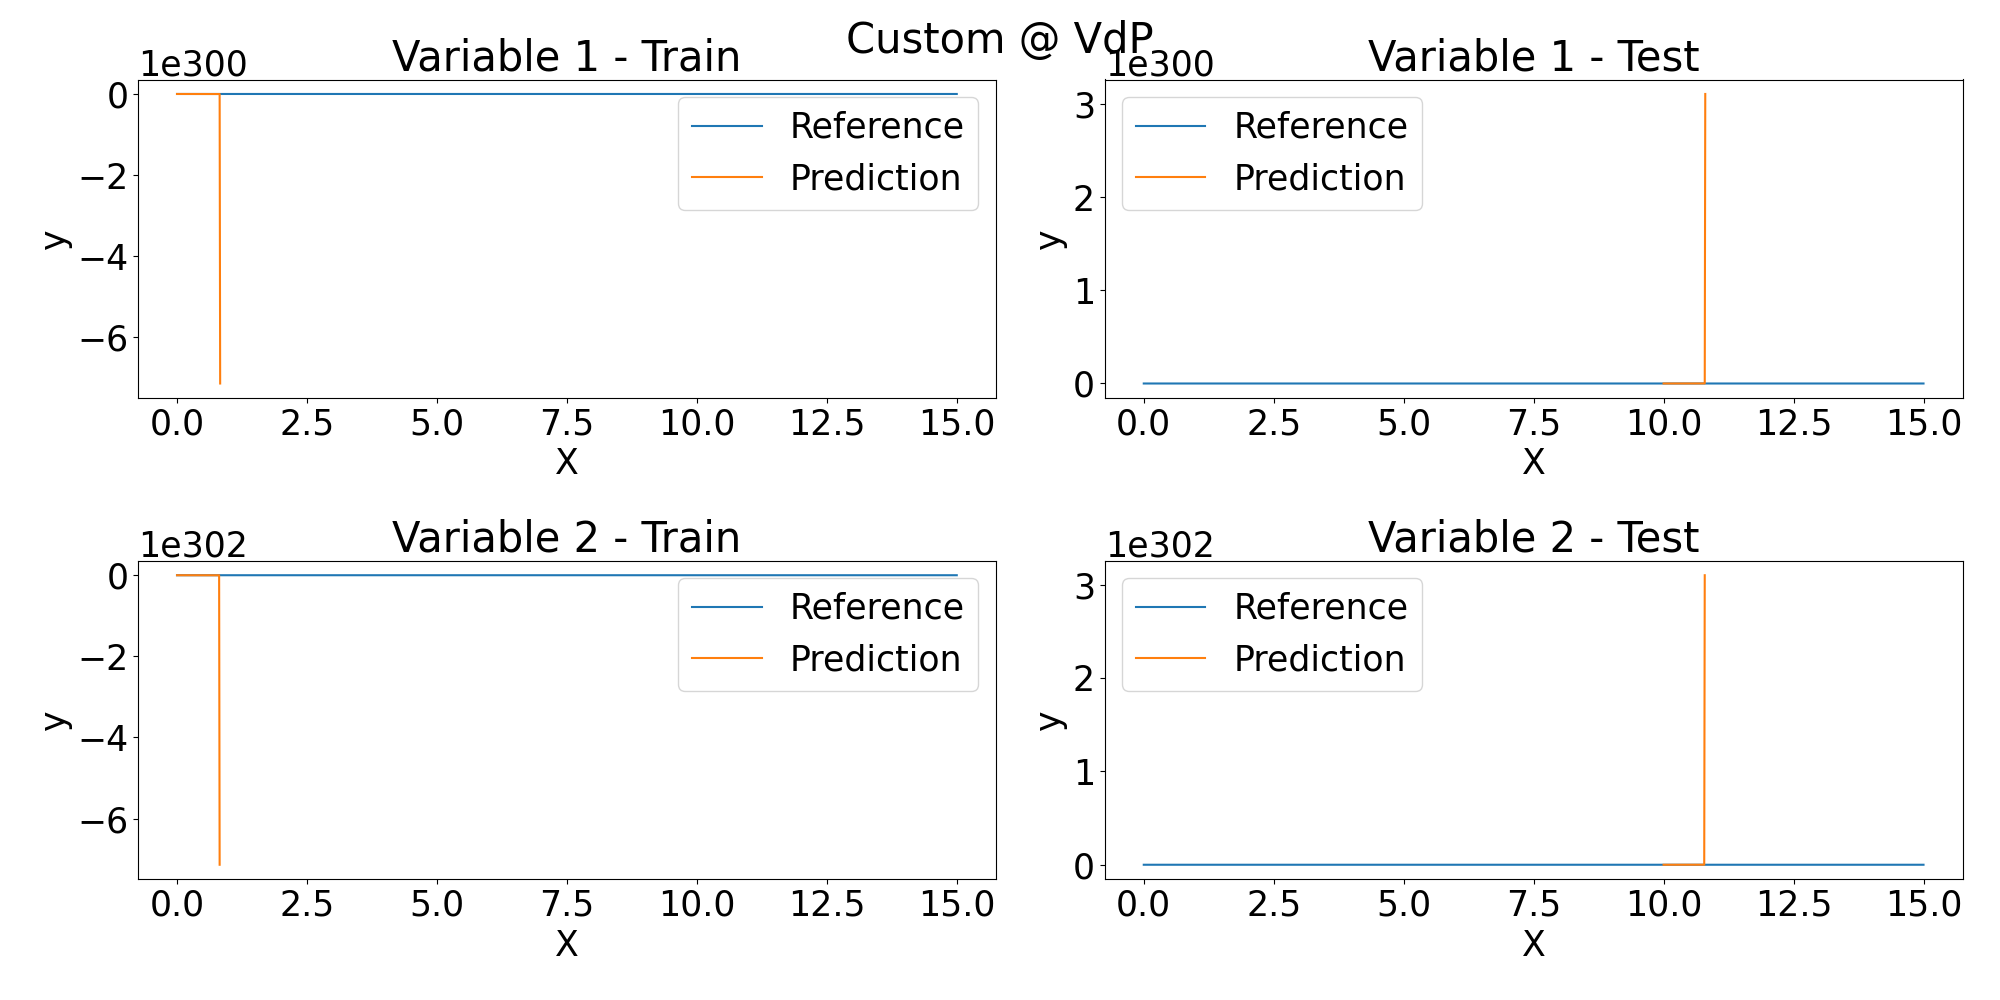 Custom @ VdP
Variable 1 - Train
1e300
0
−2
−4
−6
y
Reference
Prediction
0.0 2.5 5.0 7.5 10.0 12.5 15.0
X
Variable 1 - Test
1e300
3
2
1
0
y
Reference
Prediction
0.0 2.5 5.0 7.5 10.0 12.5 15.0
X
Variable 2 - Train
1e302
0
−2
−4
−6
y
Reference
Prediction
0.0 2.5 5.0 7.5 10.0 12.5 15.0
X
Variable 2 - Test
1e302
3
2
1
0
y
Reference
Prediction
0.0 2.5 5.0 7.5 10.0 12.5 15.0
X